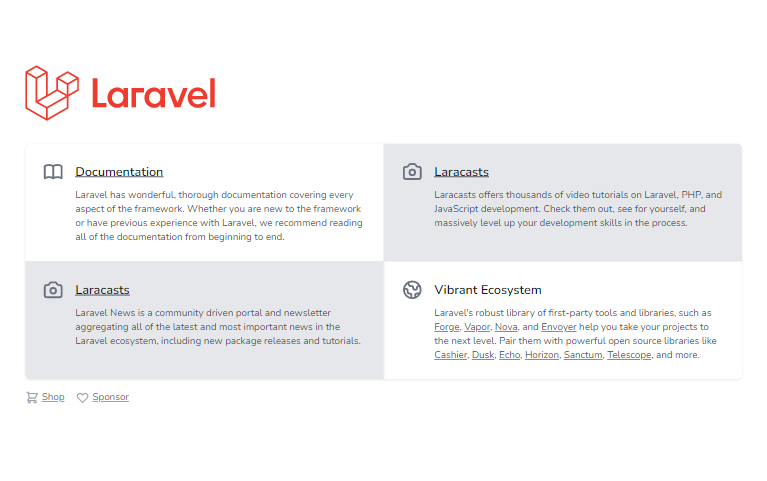 Laravel
Documentation
Laravel has wonderful, thorough documentation covering every
aspect of the framework. Whether you are new to the framework
or have previous experience with Laravel, we recommend reading
all of the documentation from beginning to end.
Laracasts
Laracasts offers thousands of video tutorials on Laravel, PHP, and
JavaScript development. Check them out, see for yourself, and
massively level up your development skills in the process.
Laracasts
Laravel News is a community driven portal and newsletter
aggregating all of the latest and most important news in the
Laravel ecosystem, including new package releases and tutorials.
Vibrant Ecosystem
Laravel's robust library of first-party tools and libraries, such as
Forge, Vapor, Nova, and Envoyer help you take your projects to
the next level. Pair them with powerful open source libraries like
Cashier, Dusk, Echo, Horizon, Sanctum, Telescope, and more.
Shop Sponsor